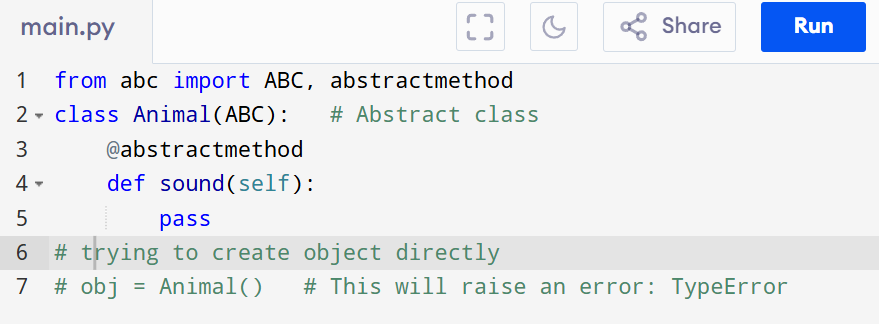 main.py
Share
Run
1 from abc import ABC, abstractmethod
2 class Animal(ABC):   # Abstract class
3     @abstractmethod
4     def sound(self):
5         pass
6 # trying to create object directly
7 # obj = Animal()   # This will raise an error: TypeError